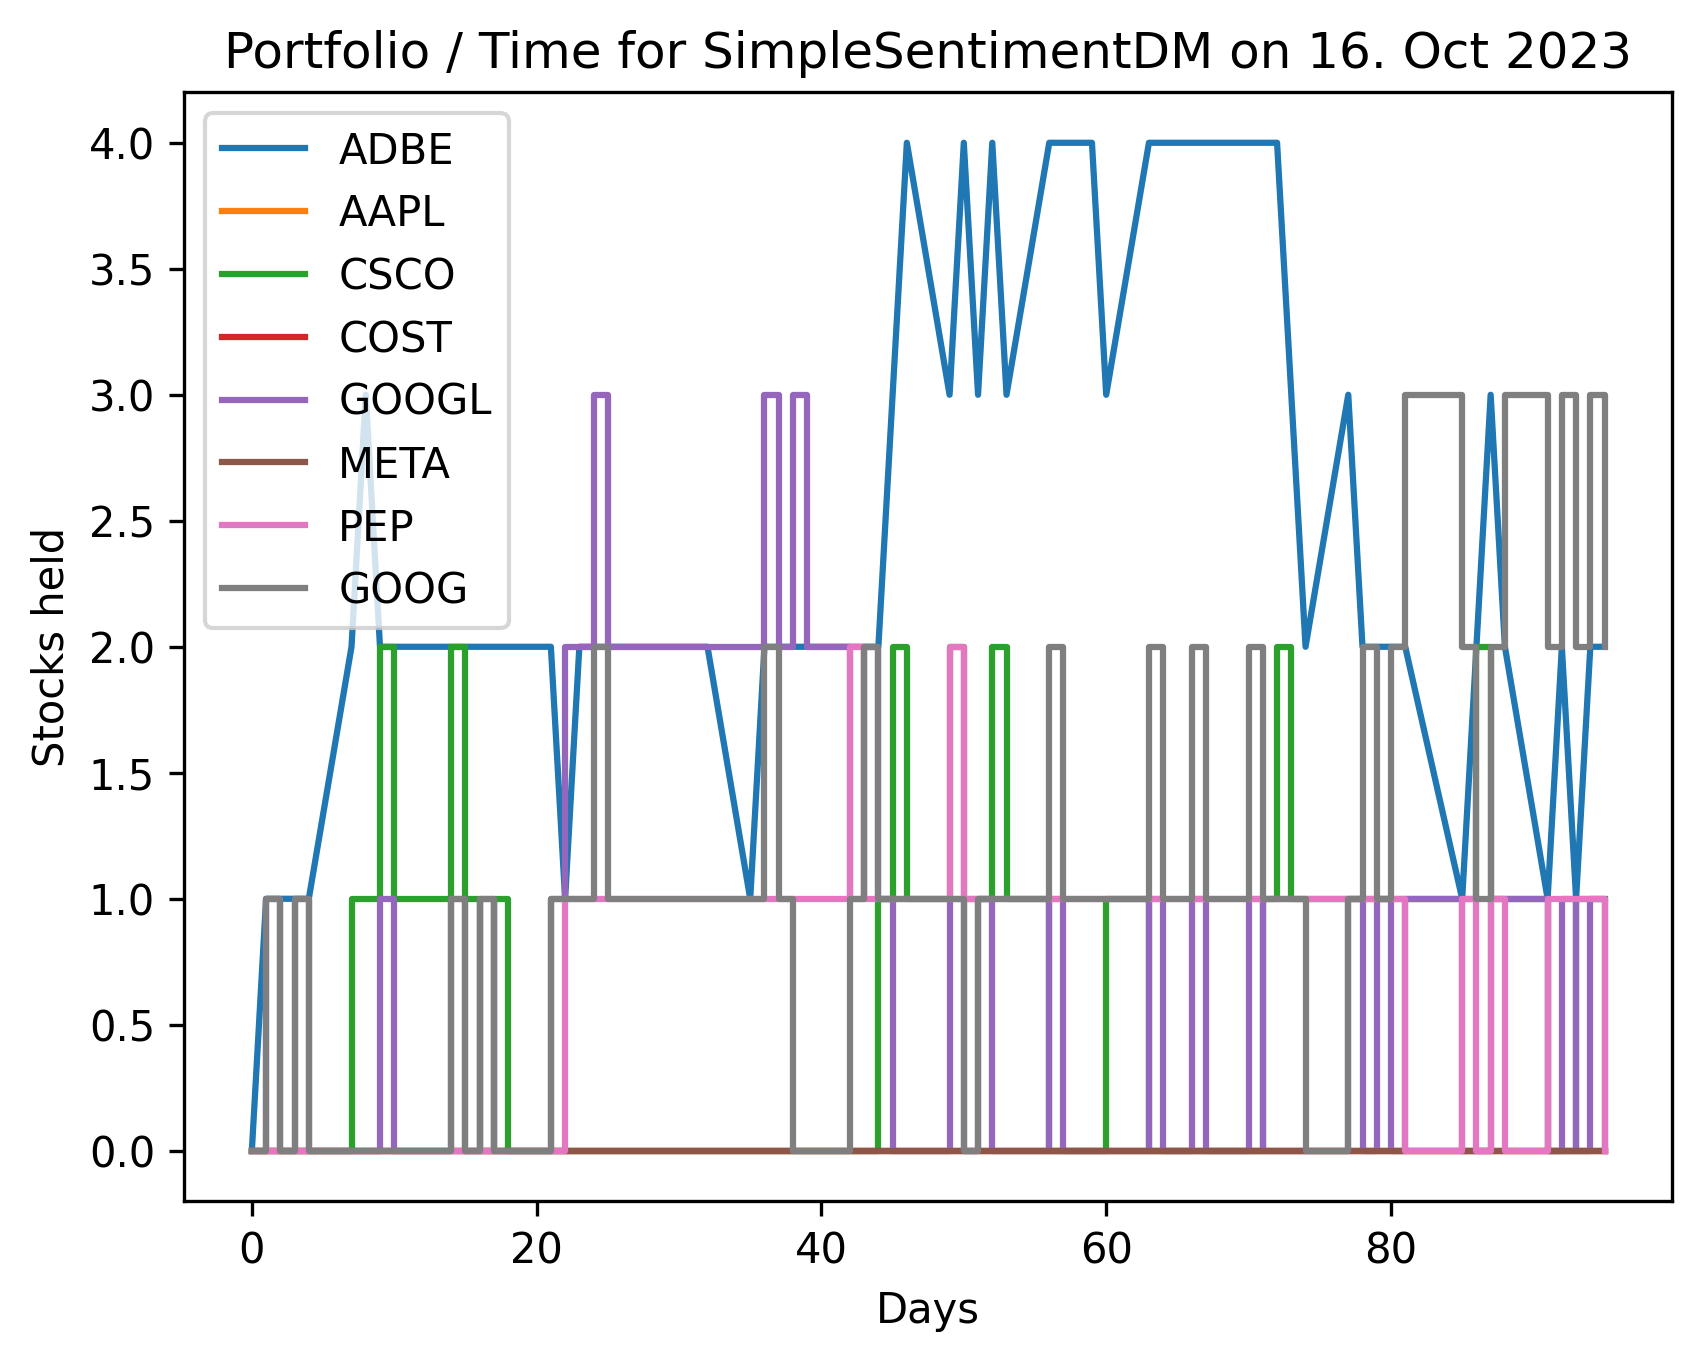 Portfolio / Time for SimpleSentimentDM on 16. Oct 2023
ADBE
AAPL
CSCO
COST
GOOGL
META
PEP
GOOG
Stocks held
4.0
3.5
3.0
2.5
2.0
1.5
1.0
0.5
0.0
0 20 40 60 80
Days